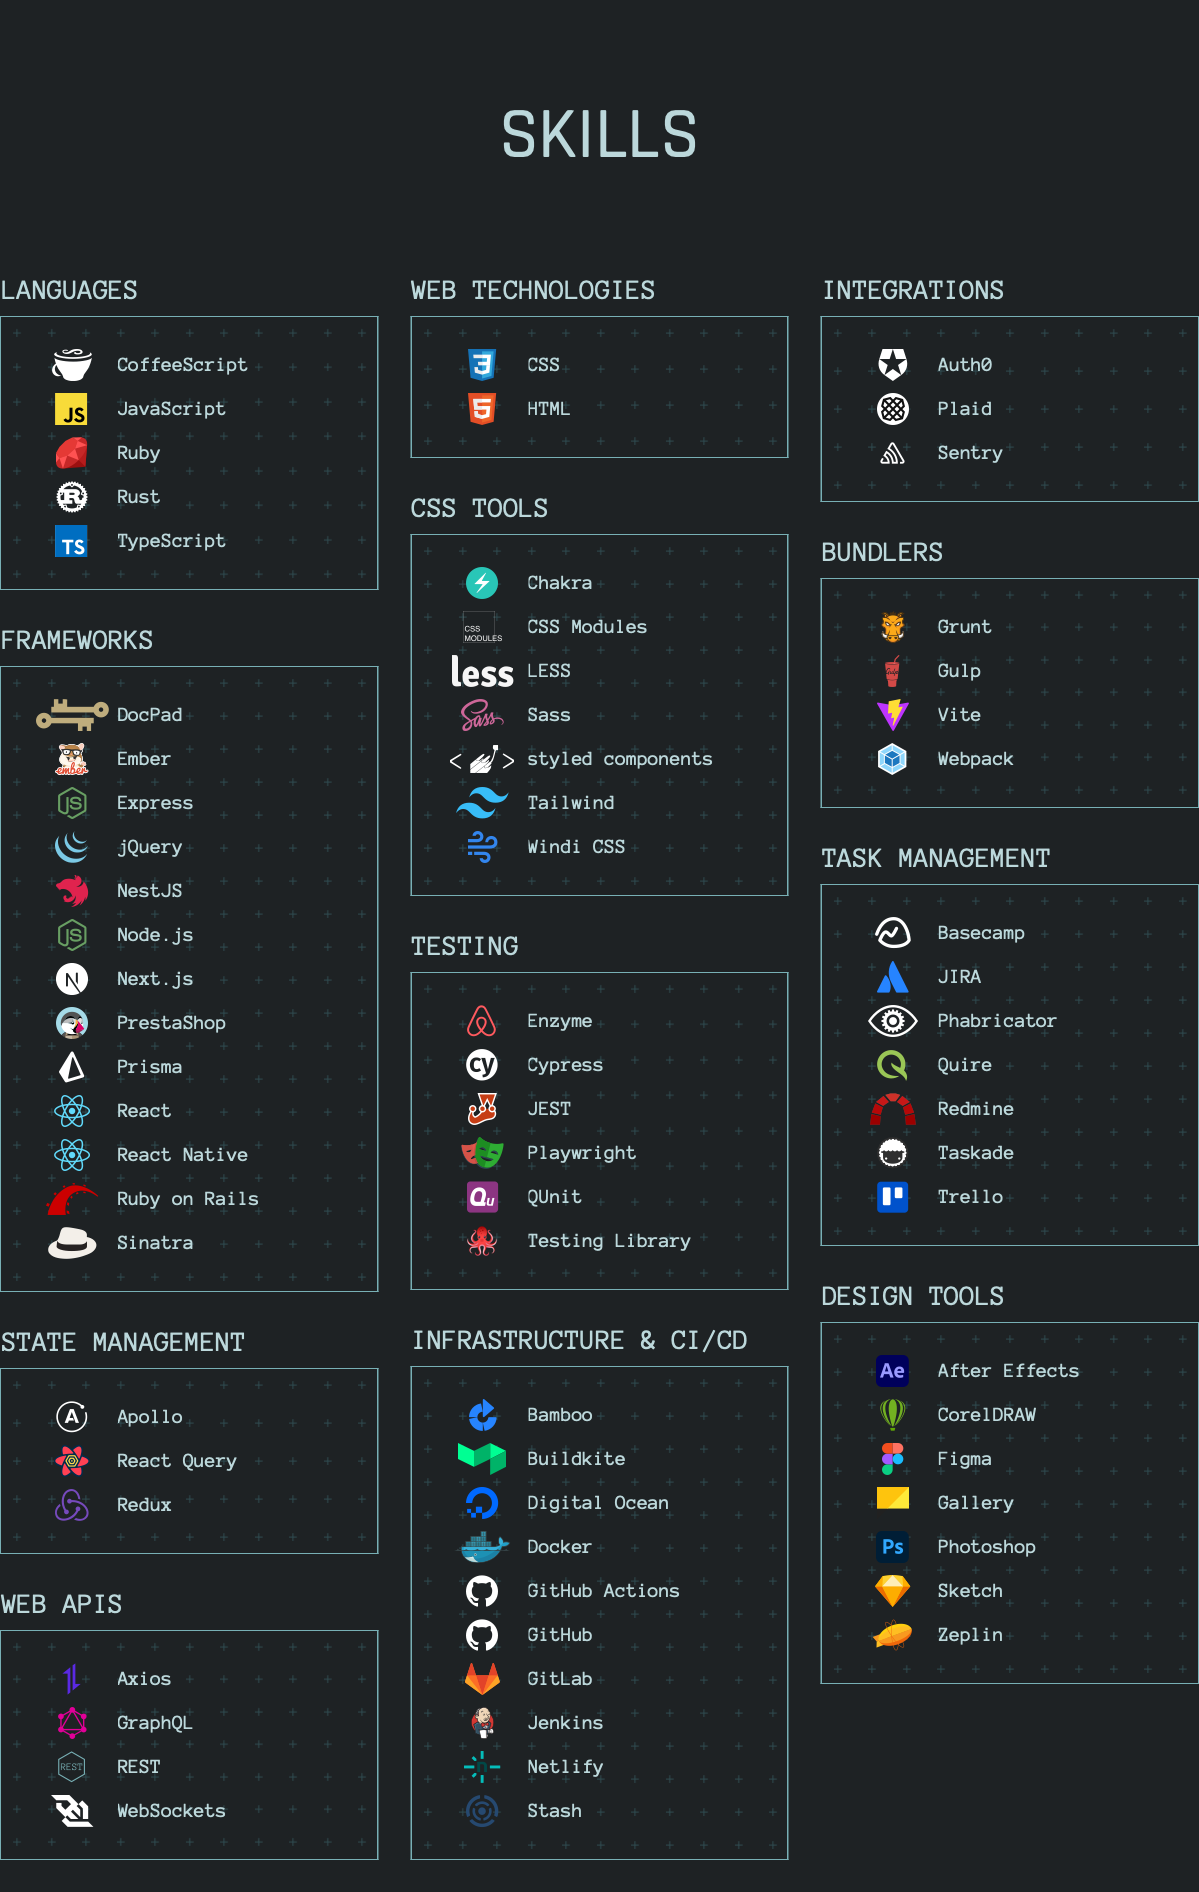 SKILLS
LANGUAGES
CoffeeScript
JS JavaScript
Ruby
R Rust
TS TypeScript
FRAMEWORKS
DocPad
ember Ember
JS Express
jQuery
NestJS
JS Node.js
N Next.js
PrestaShop
Prisma
React
React Native
Ruby on Rails
Sinatra
STATE MANAGEMENT
A Apollo
React Query
Redux
WEB APIS
Axios
GraphQL
REST REST
WebSockets
WEB TECHNOLOGIES
3 CSS
5 HTML
CSS TOOLS
Chakra
CSS
MODULES
CSS Modules
less LESS
Sass Sass
< > styled components
Tailwind
Windi CSS
TESTING
Enzyme
cy Cypress
JEST
Playwright
Qu QUnit
Testing Library
INFRASTRUCTURE & CI/CD
Bamboo
Buildkite
Digital Ocean
Docker
GitHub Actions
GitHub
GitLab
Jenkins
n Netlify
Stash
INTEGRATIONS
Auth0
Plaid
Sentry
BUNDLERS
Grunt
Gulp
Vite
Webpack
TASK MANAGEMENT
Basecamp
JIRA
Phabricator
Quire
Redmine
Taskade
Trello
DESIGN TOOLS
Ae After Effects
CorelDRAW
Figma
Gallery
Ps Photoshop
Sketch
Zeplin